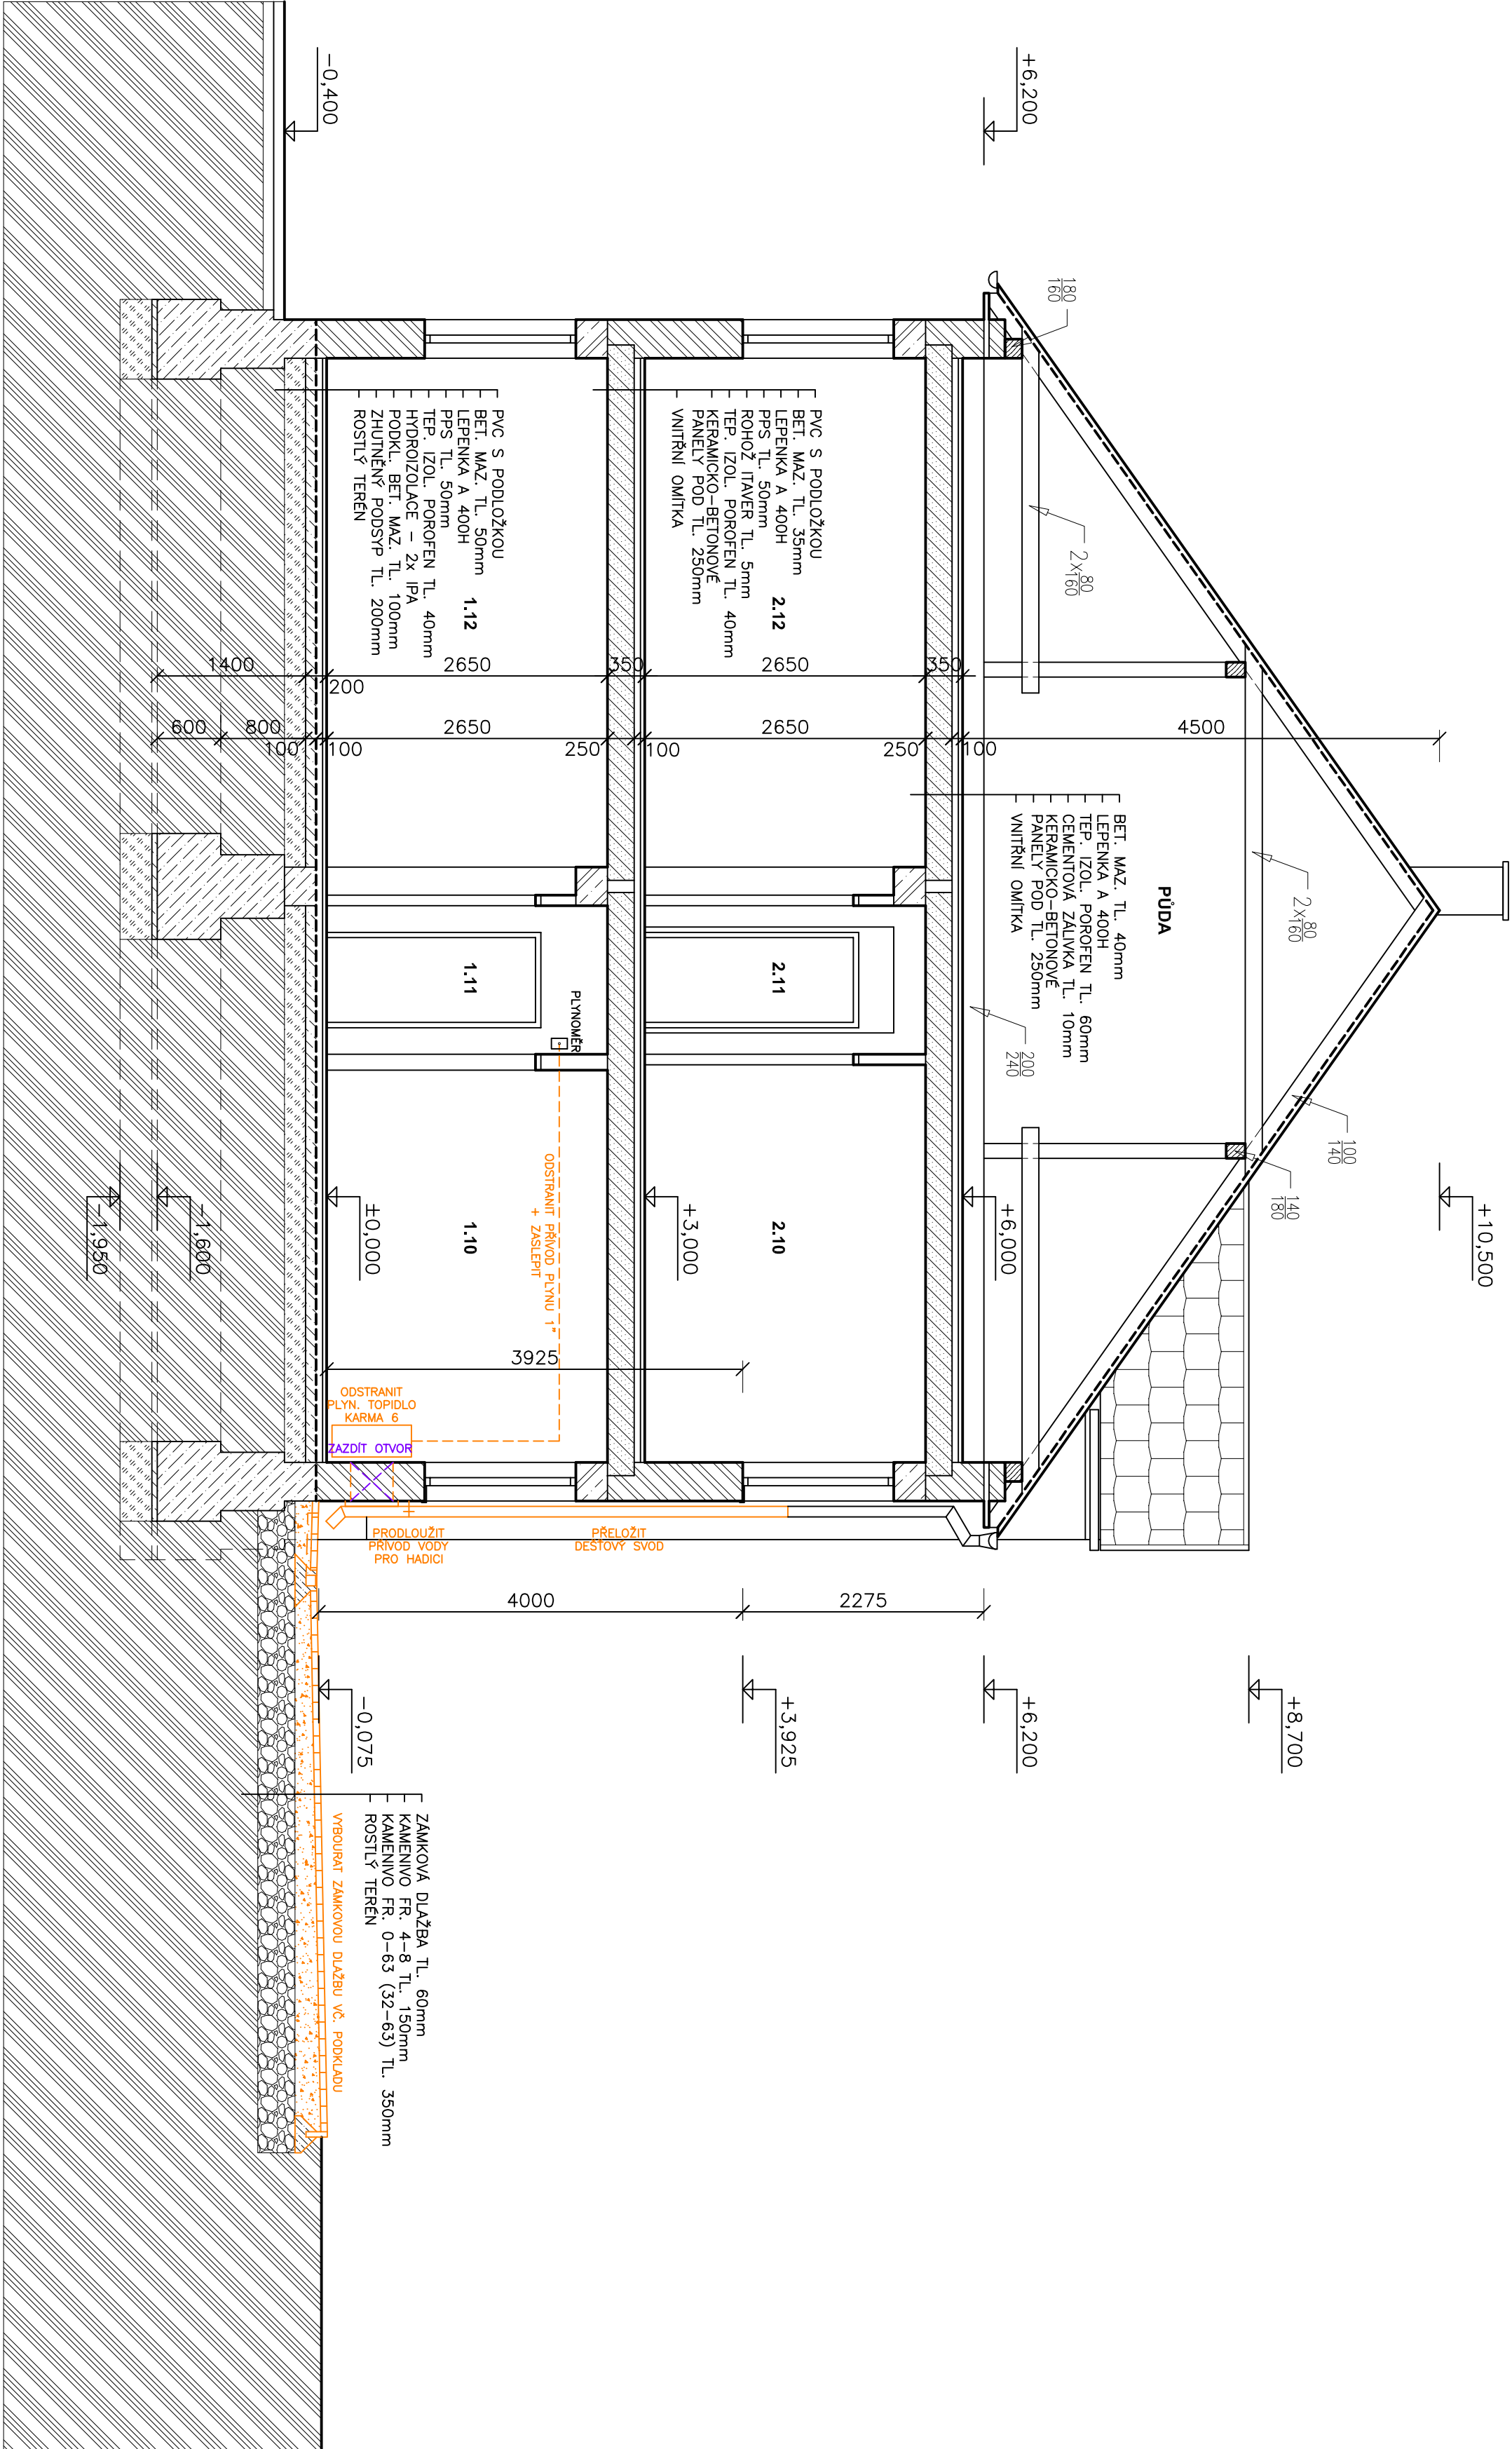 +10,500
+8,700
+6,200
+6,200
+6,000
+3,925
+3,000
±0,000
-0,075
-0,400
-1,600
-1,950
180
160
2x80
160
2x80
160
100
140
140
180
200
240
PŮDA
BET. MAZ. TL. 40mm
LEPENKA A 400H
TEP. IZOL. POROFEN TL. 60mm
CEMENTOVÁ ZÁLIVKA TL. 10mm
KERAMICKO-BETONOVÉ
PANELY POD TL. 250mm
VNITŘNÍ OMÍTKA
PVC S PODLOŽKOU
BET. MAZ. TL. 35mm
LEPENKA A 400H
PPS TL. 50mm
ROHOŽ ITAVER TL. 5mm
TEP. IZOL. POROFEN TL. 40mm
KERAMICKO-BETONOVÉ
PANELY POD TL. 250mm
VNITŘNÍ OMÍTKA
2.12
2.11
2.10
PVC S PODLOŽKOU
BET. MAZ. TL. 50mm
LEPENKA A 400H
PPS TL. 50mm
TEP. IZOL. POROFEN TL. 40mm
HYDROIZOLACE - 2x IPA
PODKL. BET. MAZ. TL. 100mm
ZHUTNĚNÝ PODSYP TL. 200mm
ROSTLÝ TERÉN
1.12
1.11
1.10
PLYNOMĚR
ODSTRANIT PŘÍVOD PLYNU 1"
+ ZASLEPIT
ODSTRANIT
PLYN. TOPIDLO
KARMA 6
ZAZDÍT OTVOR
PRODLOUŽIT
PŘÍVOD VODY
PRO HADICI
PŘELOŽIT
DEŠŤOVÝ SVOD
ZÁMKOVÁ DLAŽBA TL. 60mm
KAMENIVO FR. 4-8 TL. 150mm
KAMENIVO FR. 0-63 (32-63) TL. 350mm
ROSTLÝ TERÉN
VYBOURAT ZÁMKOVOU DLAŽBU VČ. PODKLADU
1400
200
2650
350
2650
350
600
800
100
100
2650
250
100
2650
250
100
4500
3925
4000
2275